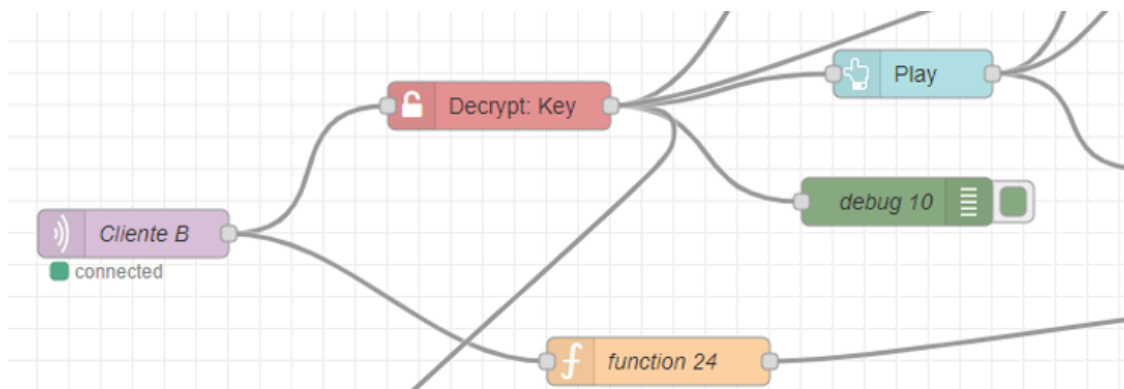 Play
Decrypt: Key
debug 10
Cliente B
connected
function 24